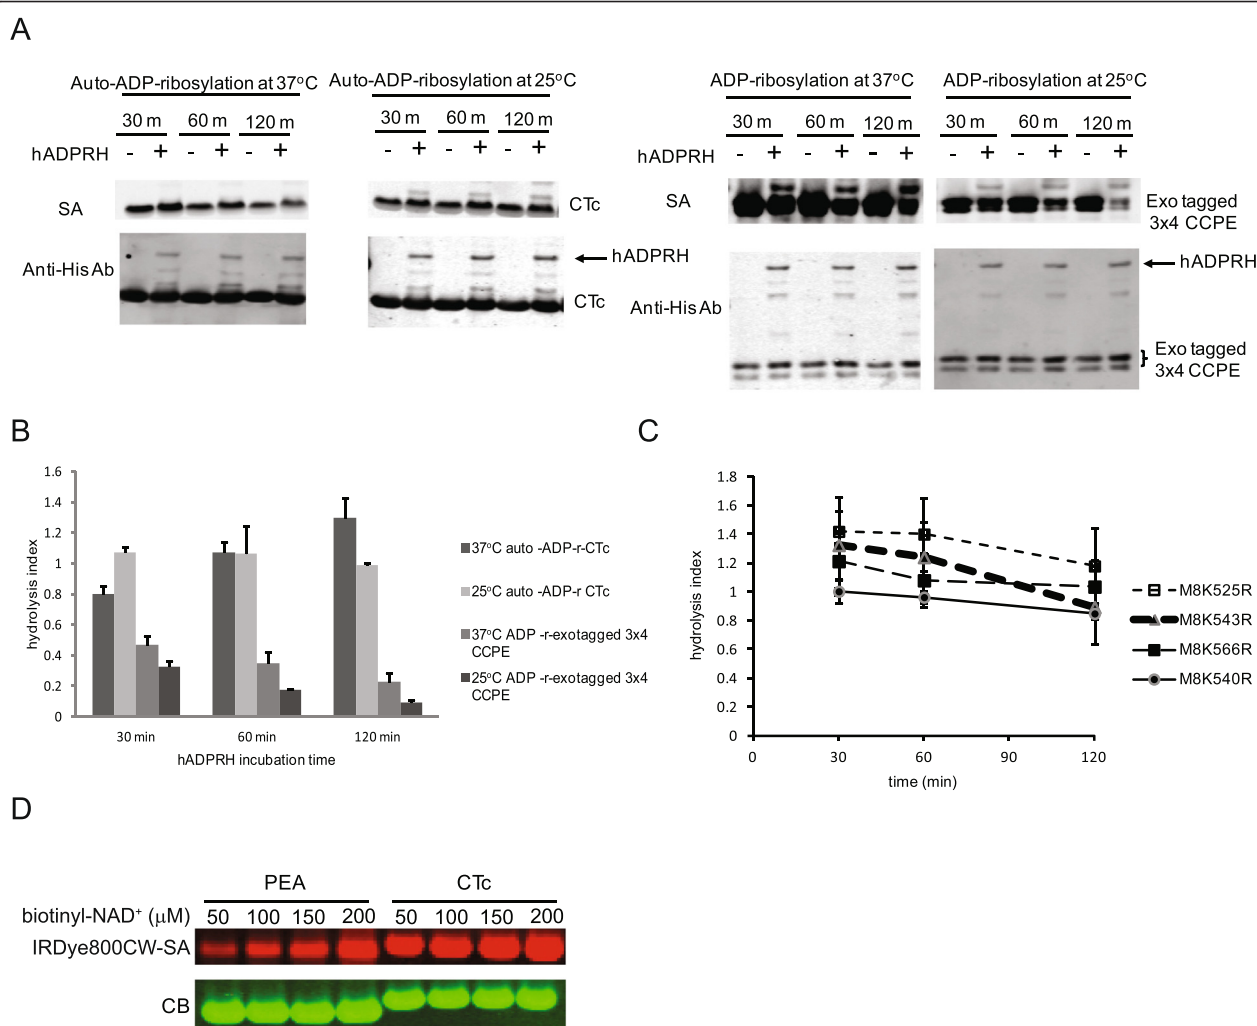 A
Auto-ADP-ribosylation at 37°C
30 m 60 m 120 m
hADPRH - + - + - +
SA
Anti-His Ab
Auto-ADP-ribosylation at 25°C
30 m 60 m 120 m
- + - + - +
CTc
hADPRH
CTc
ADP-ribosylation at 37°C
30 m 60 m 120 m
hADPRH - + - + - +
SA
Anti-His Ab
ADP-ribosylation at 25°C
30 m 60 m 120 m
- + - + - +
Exo tagged
3x4 CCPE
hADPRH
Exo tagged
3x4 CCPE
B
hydrolysis index
1.6
1.4
1.2
1
0.8
0.6
0.4
0.2
0
30 min 60 min 120 min
hADPRH incubation time
37°C auto -ADP-r-CTc
25°C auto -ADP-r CTc
37°C ADP -r-exotagged 3x4
CCPE
25°C ADP -r-exotagged 3x4
CCPE
C
hydrolysis index
1.8
1.6
1.4
1.2
1
0.8
0.6
0.4
0.2
0
0 30 60 90 120
time (min)
M8K525R
M8K543R
M8K566R
M8K540R
D
PEA CTc
biotinyl-NAD⁺ (μM) 50 100 150 200 50 100 150 200
IRDye800CW-SA
CB